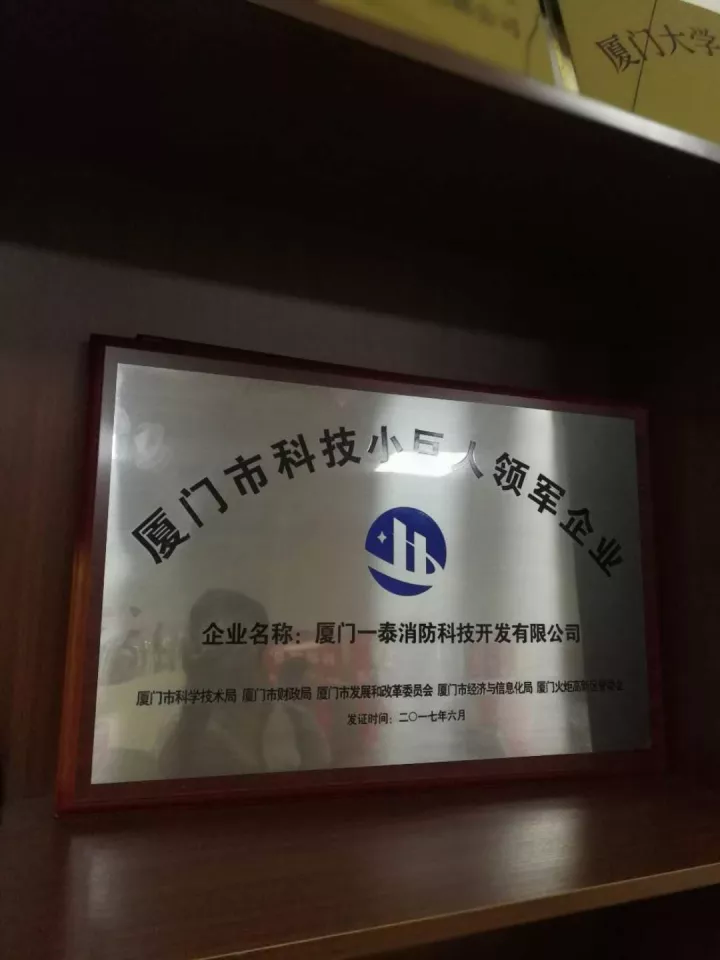 厦门大学
厦门市科技小巨人领军企业
企业名称：厦门一泰消防科技开发有限公司
厦门市科学技术局 厦门市财政局 厦门市发展和改革委员会 厦门市经济与信息化局 厦门火炬高新区管委会
发证时间：二〇一七年六月